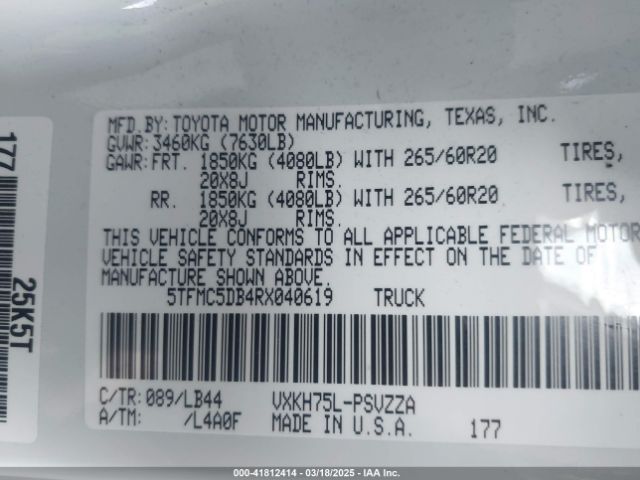 MFD.BY: TOYOTA MOTOR MANUFACTURING, TEXAS, INC.
GVWR: 3460KG (7630LB)
GAWR: FRT. 1850KG (4080LB) WITH 265/60R20 TIRES,
20X8J RIMS.
RR. 1850KG (4080LB) WITH 265/60R20 TIRES,
20X8J RIMS.
THIS VEHICLE CONFORMS TO ALL APPLICABLE FEDERAL MOTOR
VEHICLE SAFETY STANDARDS IN EFFECT ON THE DATE OF
MANUFACTURE SHOWN ABOVE.
5TFMC5DB4RX040619 TRUCK
C/TR: 089/LB44 VXKH75L-PSVZZA
A/TM: /L4A0F MADE IN U.S.A. 177
177
25K5T
000-41812414 - 03/18/2025 - IAA Inc.